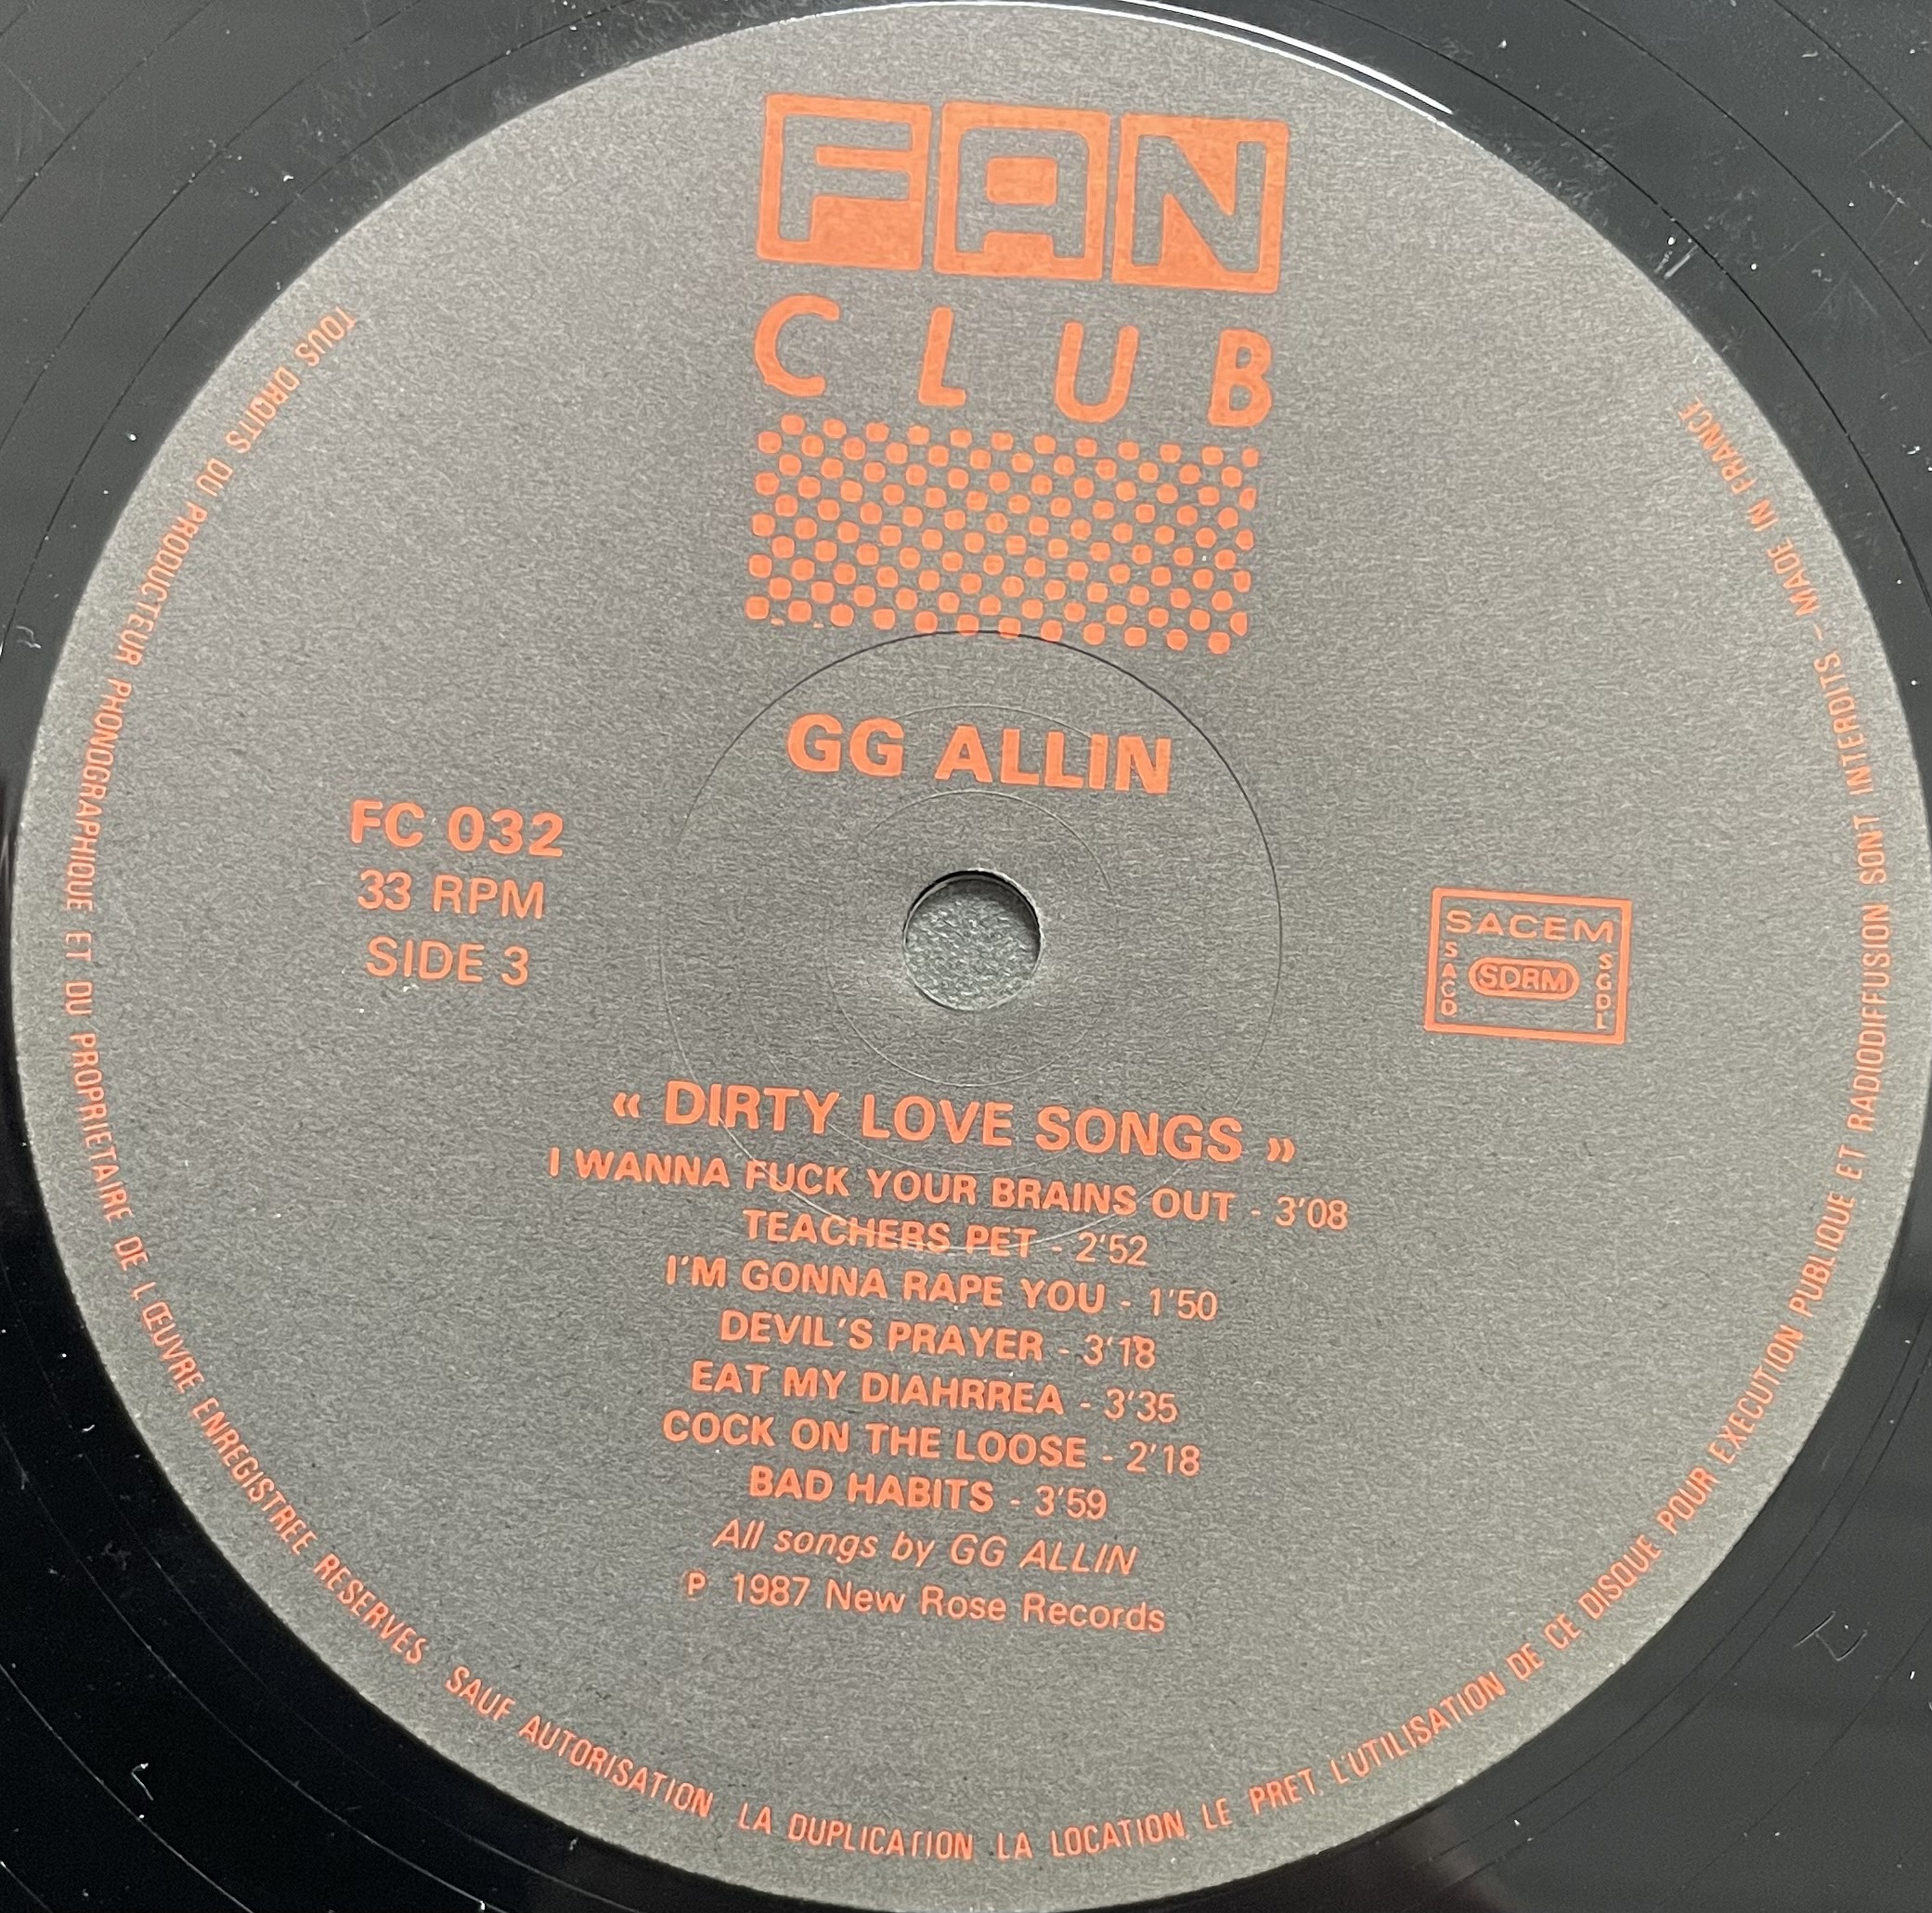 FAN
CLUB
GG ALLIN
FC 032
33 RPM
SIDE 3
SACEM
SACD
SDRM
SGDL
« DIRTY LOVE SONGS »
I WANNA FUCK YOUR BRAINS OUT - 3'08
TEACHERS PET - 2'52
I'M GONNA RAPE YOU - 1'50
DEVIL'S PRAYER - 3'18
EAT MY DIAHRREA - 3'35
COCK ON THE LOOSE - 2'18
BAD HABITS - 3'59
All songs by GG ALLIN
P 1987 New Rose Records
TOUS DROITS DU PRODUCTEUR PHONOGRAPHIQUE ET DU PROPRIETAIRE DE L'ŒUVRE ENREGISTREE RESERVES SAUF AUTORISATION LA DUPLICATION LA LOCATION, LE PRET, L'UTILISATION DE CE DISQUE POUR EXECUTION PUBLIQUE ET RADIODIFFUSION SONT INTERDITS - MADE IN FRANCE